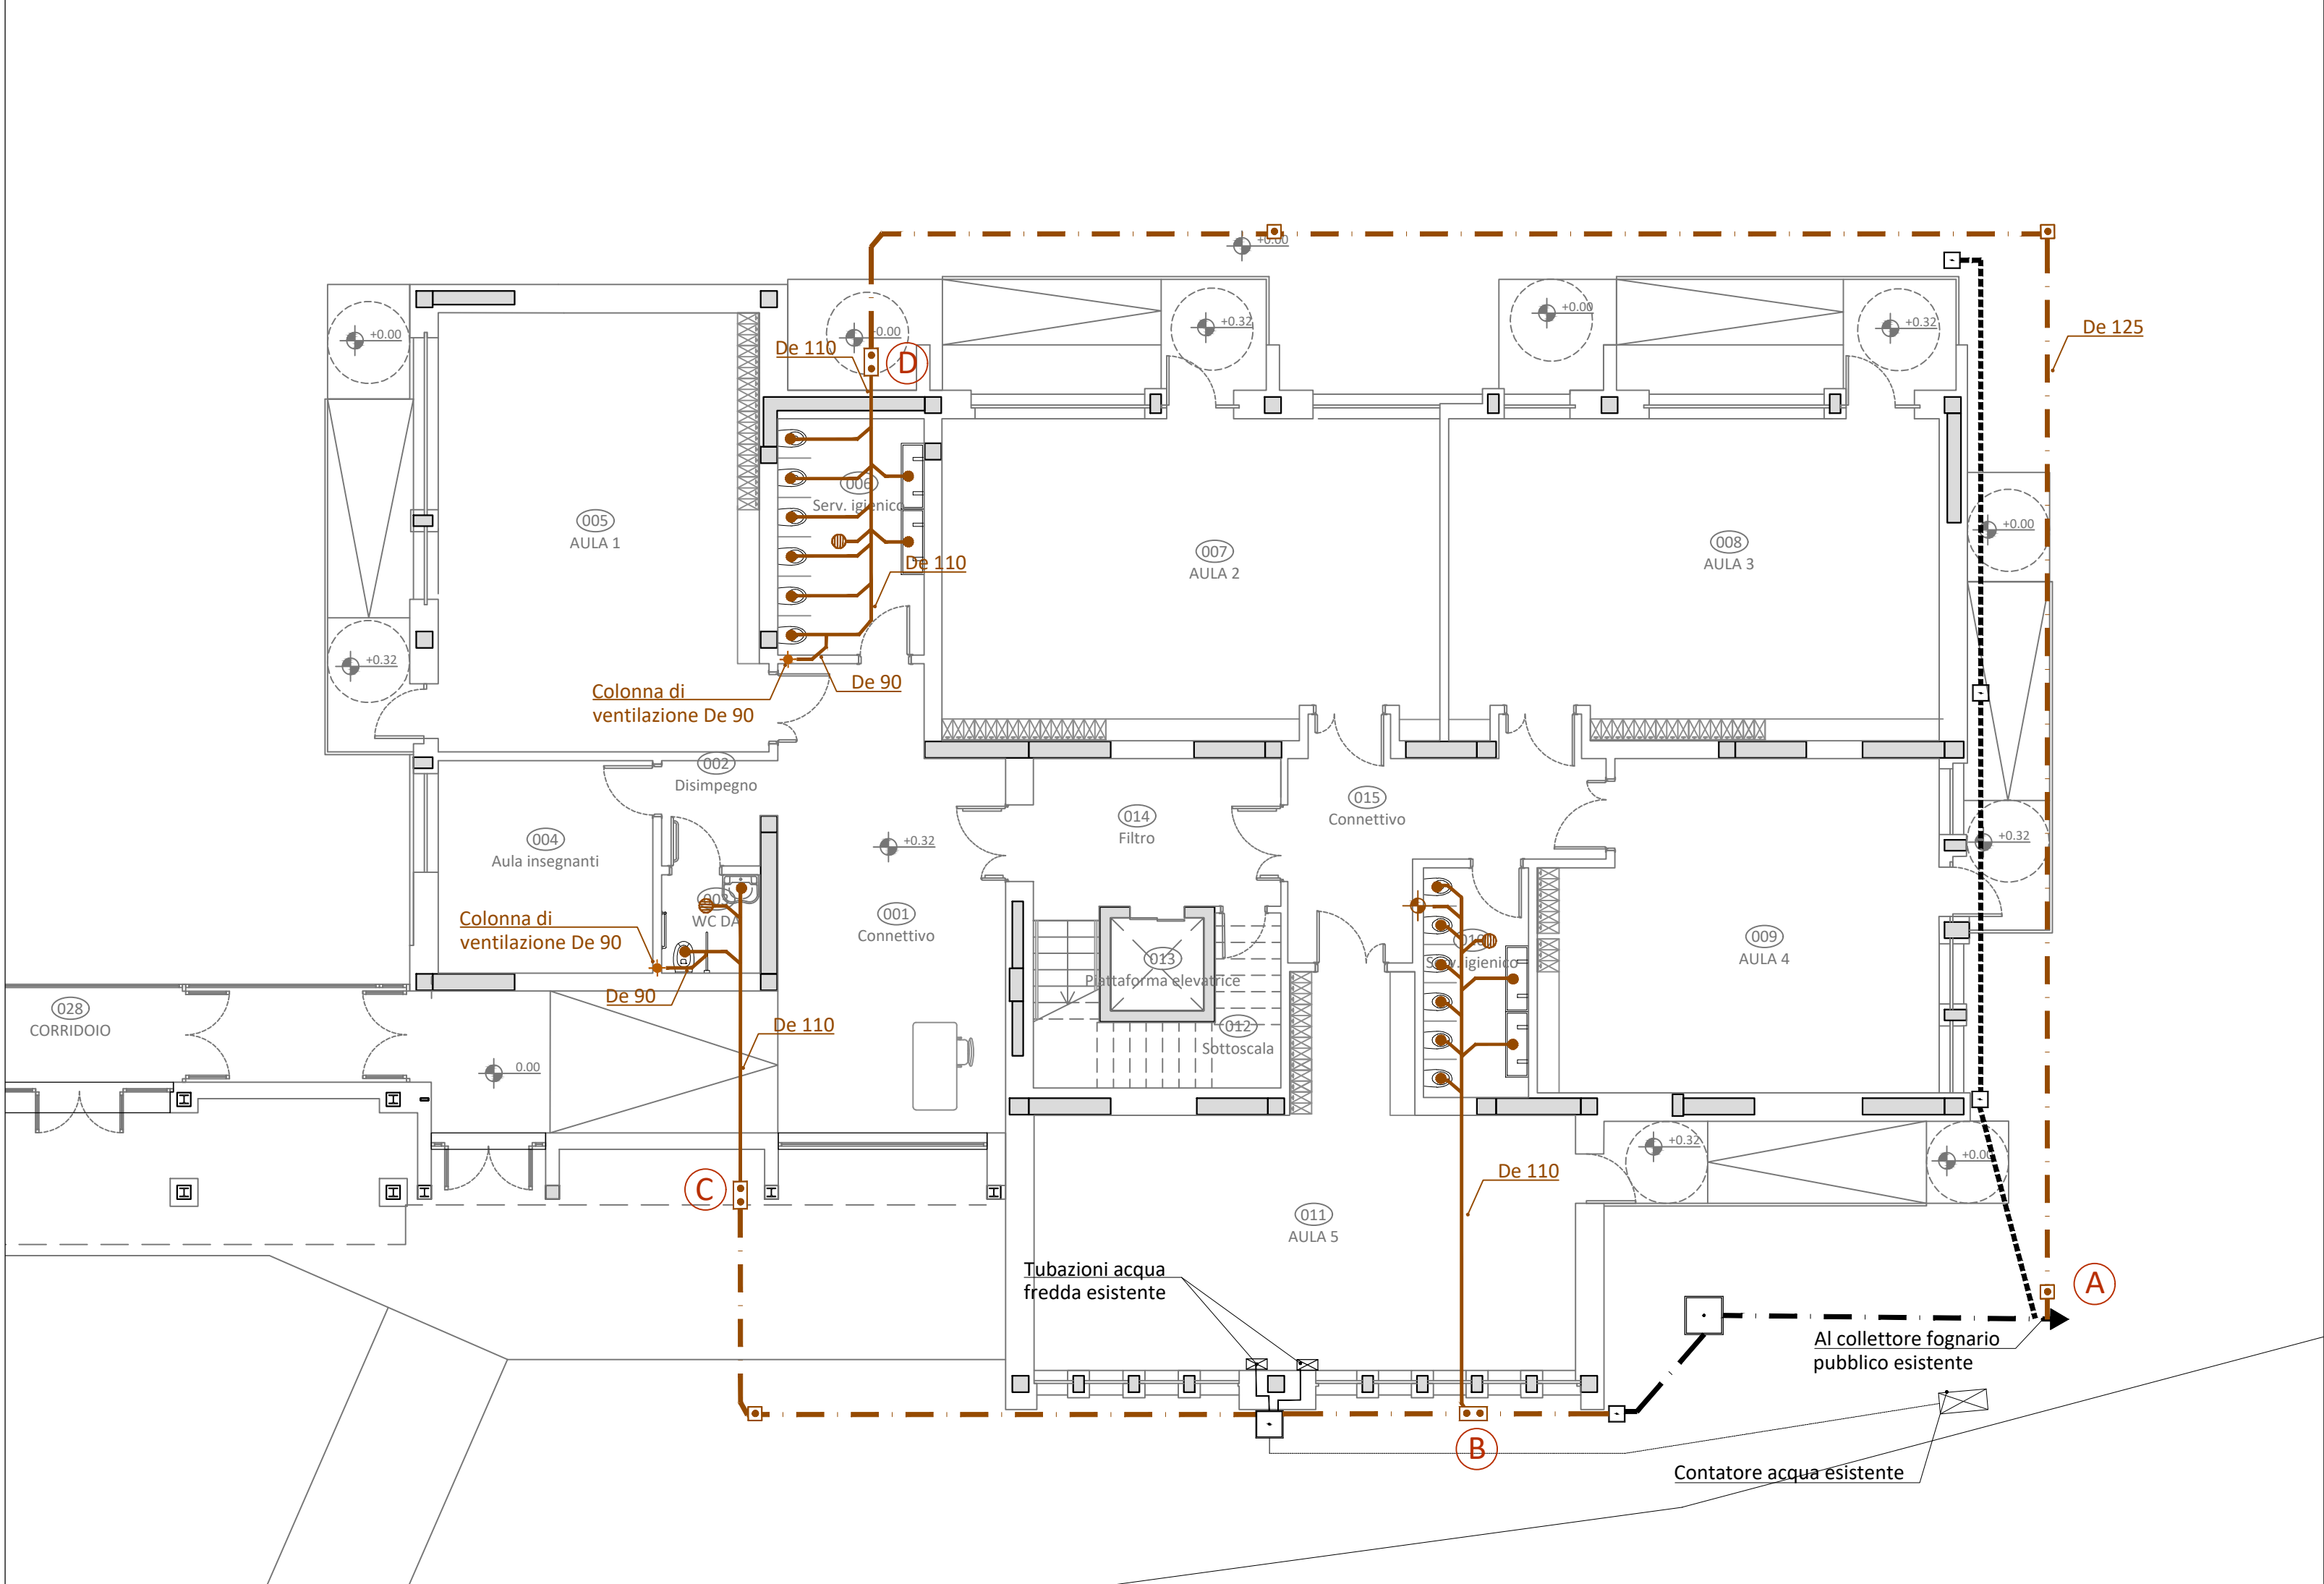 +0.00
De 125
+0.00
+0.00
+0.32
+0.00
+0.32
De 110
D
006
Serv. igienico
005
AULA 1
007
AULA 2
008
AULA 3
+0.00
De 110
+0.32
De 90
Colonna di
ventilazione De 90
002
Disimpegno
015
Connettivo
014
Filtro
004
Aula insegnanti
+0.32
+0.32
003
WC DA
001
Connettivo
Colonna di
ventilazione De 90
De 90
013
Piattaforma elevatrice
010
Serv. igienico
009
AULA 4
028
CORRIDOIO
De 110
012
Sottoscala
0.00
+0.32
+0.00
De 110
C
011
AULA 5
Tubazioni acqua
fredda esistente
A
Al collettore fognario
pubblico esistente
B
Contatore acqua esistente